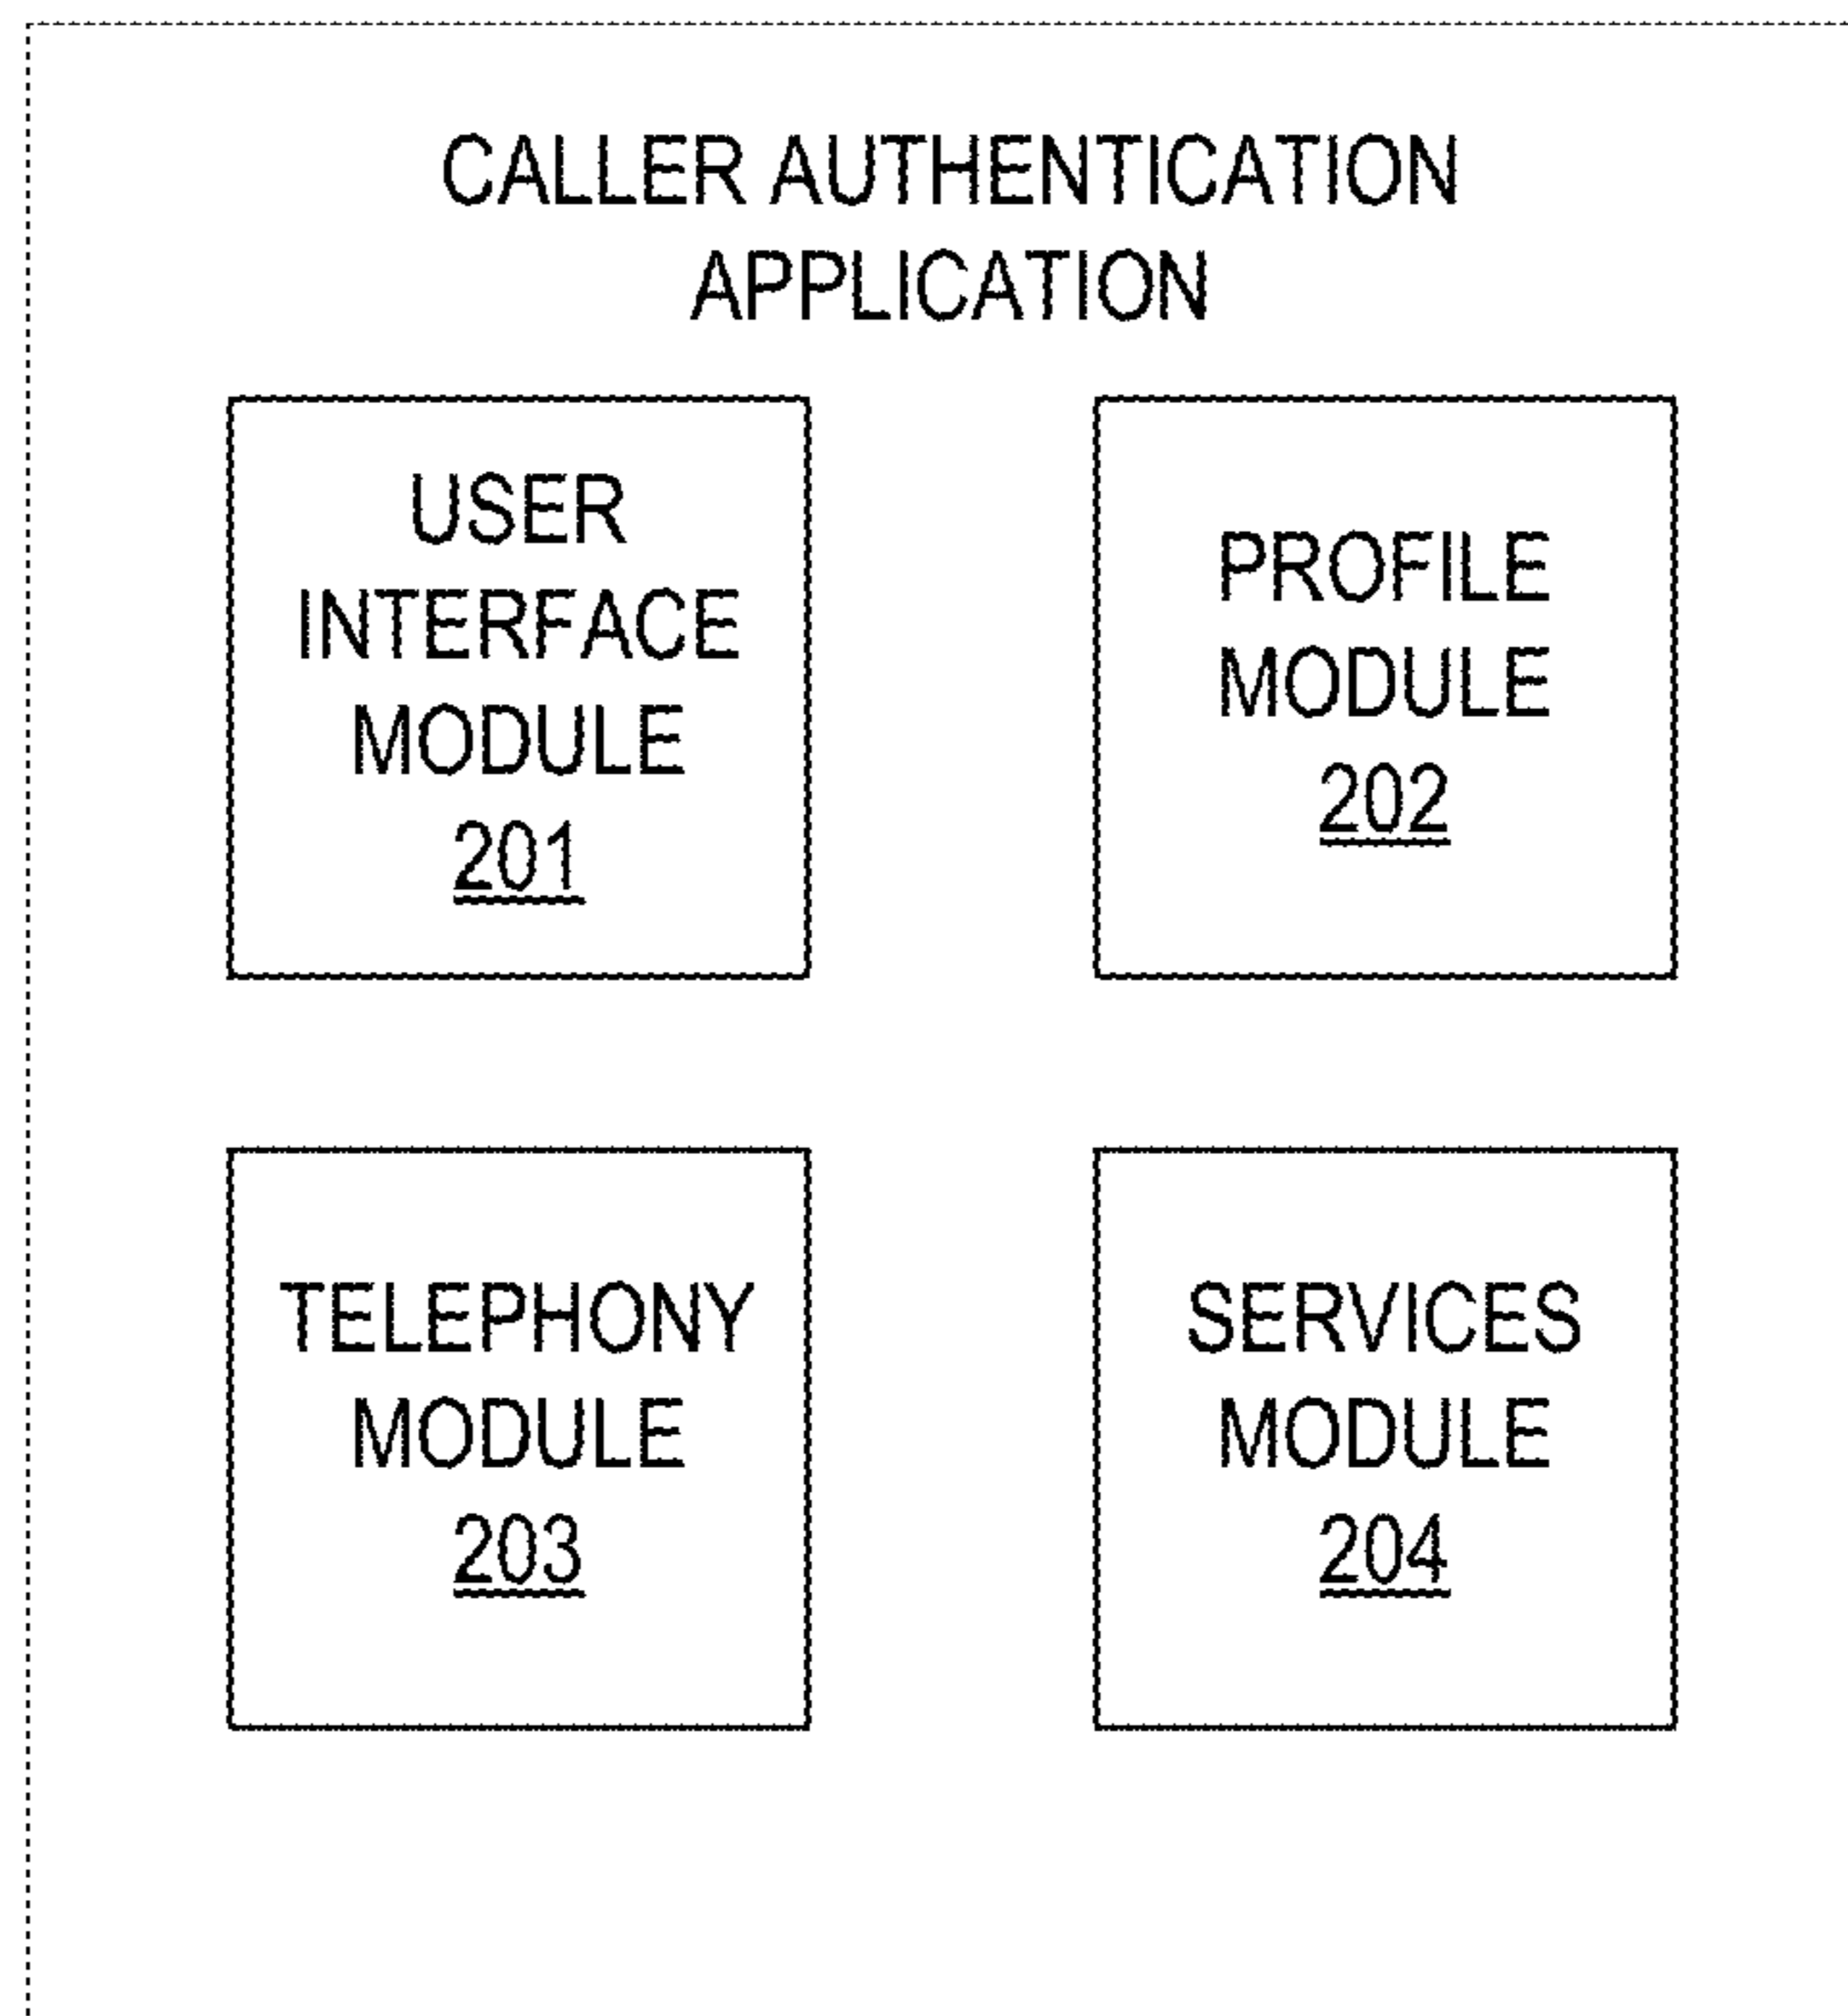 CALLER AUTHENTICATION
APPLICATION
USER
INTERFACE
MODULE
201
PROFILE
MODULE
202
TELEPHONY
MODULE
203
SERVICES
MODULE
204